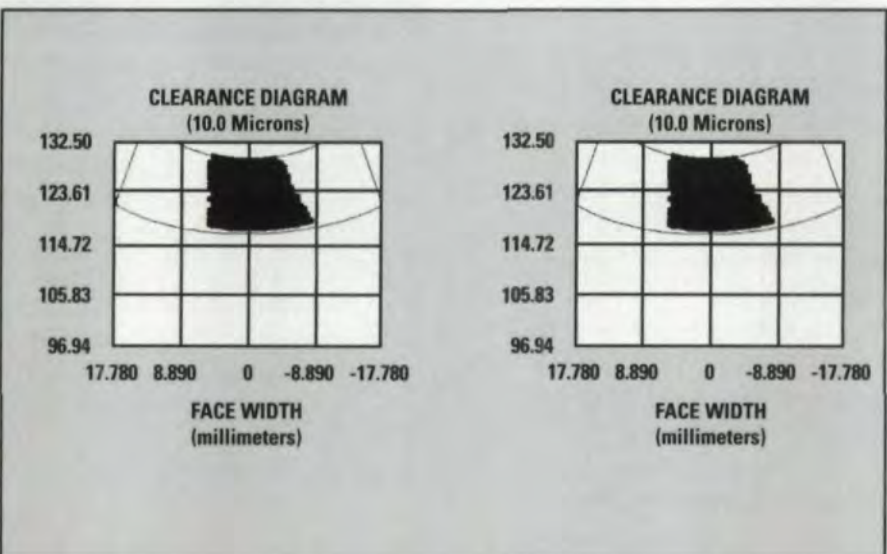 CLEARANCE DIAGRAM
(10.0 Microns)
132.50
123.61
114.72
105.83
96.94
17.780 8.890 0 -8.890 -17.780
FACE WIDTH
(millimeters)
CLEARANCE DIAGRAM
(10.0 Microns)
132.50
123.61
114.72
105.83
96.94
17.780 8.890 0 -8.890 -17.780
FACE WIDTH
(millimeters)